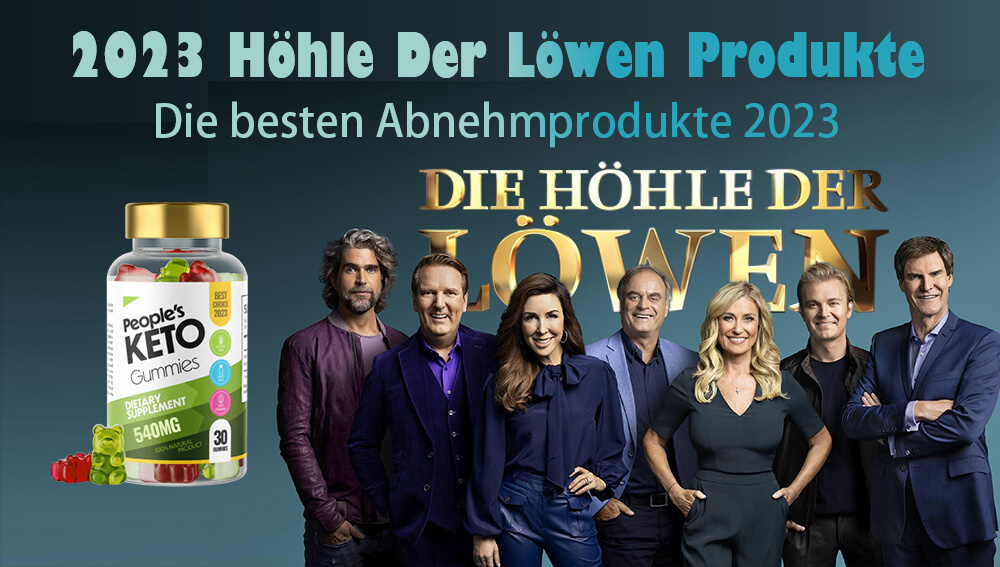 2023 Höhle Der Löwen Produkte
Die besten Abnehmprodukte 2023
DIE HÖHLE DER
LÖWEN
BEST
CHOICE
2023
People's
KETO
Gummies
DIETARY
SUPPLEMENT
540MG
100% NATURAL
PRODUCT
30
GUMMIES